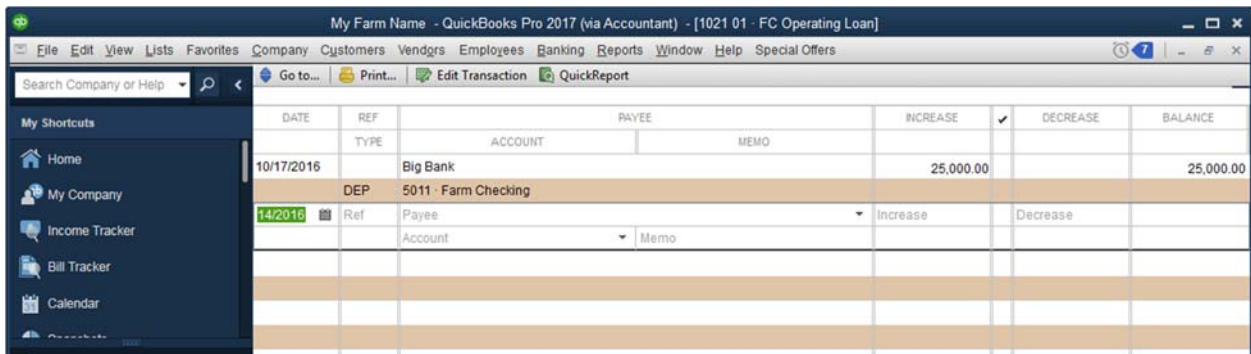 My Farm Name - QuickBooks Pro 2017 (via Accountant) - [1021 01 · FC Operating Loan]
File Edit View Lists Favorites Company Customers Vendors Employees Banking Reports Window Help Special Offers 7
Search Company or Help Go to... Print... Edit Transaction QuickReport
My Shortcuts
Home
My Company
Income Tracker
Bill Tracker
Calendar
Snapshots
DATE REF PAYEE INCREASE ✓ DECREASE BALANCE
TYPE ACCOUNT MEMO
10/17/2016 Big Bank 25,000.00 25,000.00
DEP 5011 · Farm Checking
14/2016 Ref Payee Increase Decrease
Account Memo